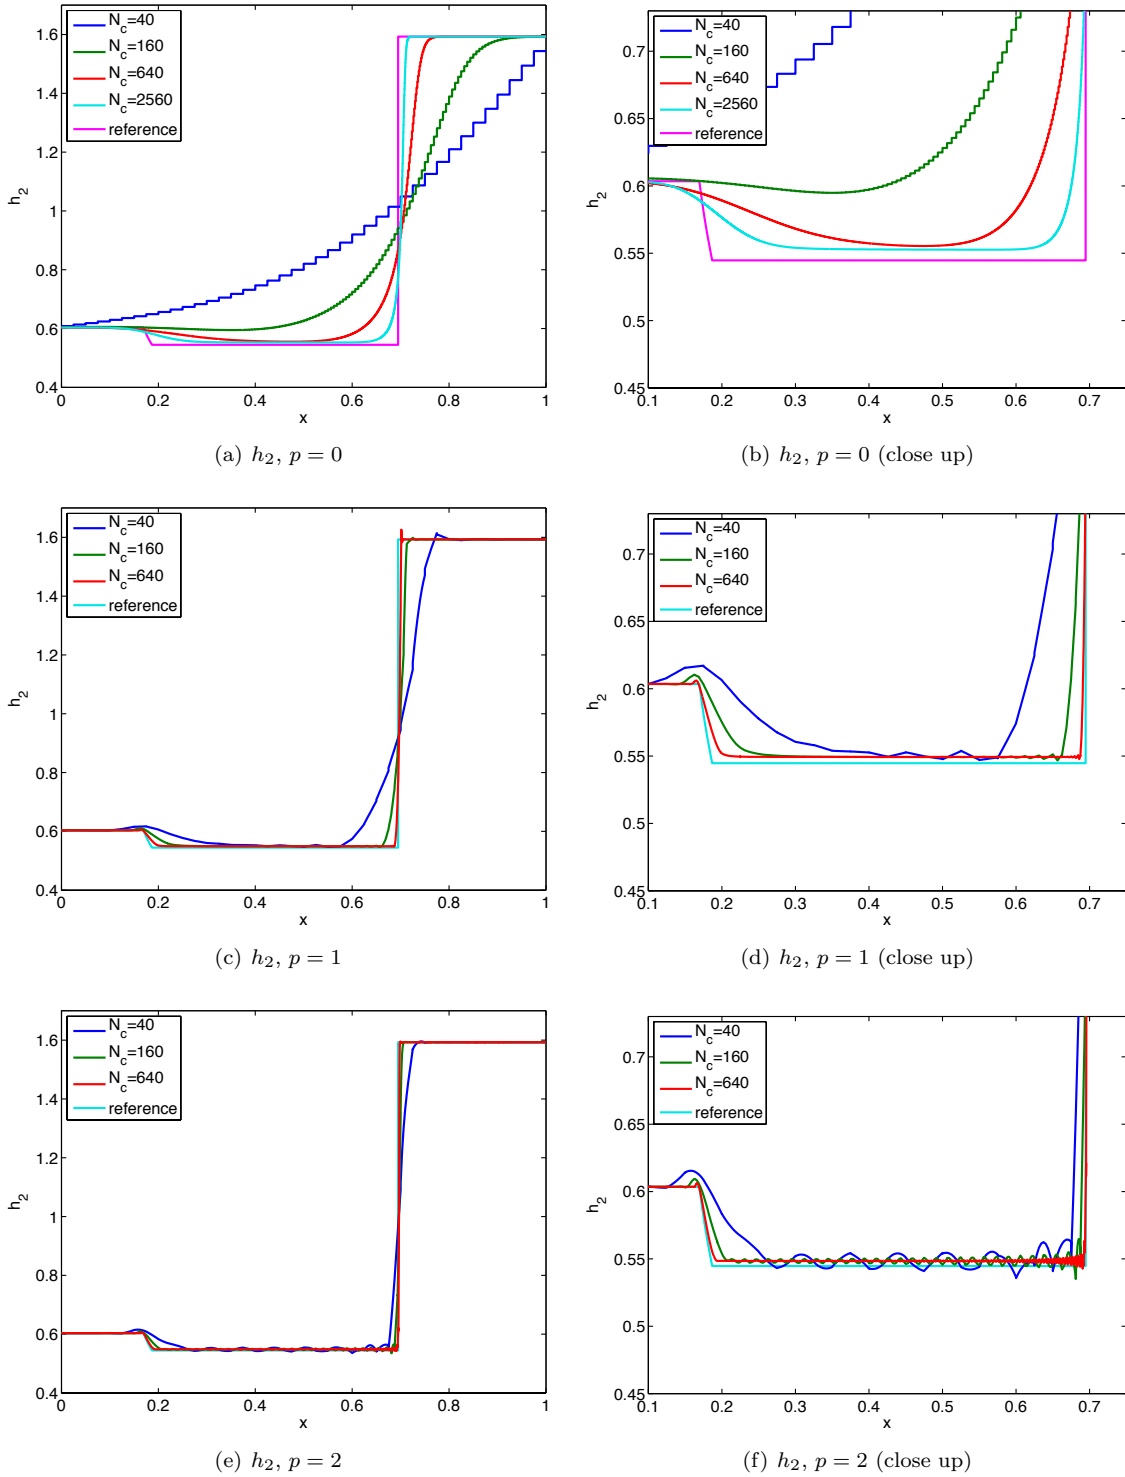 N_c=40
N_c=160
N_c=640
N_c=2560
reference
1.6
1.4
1.2
1
0.8
0.6
0.4
h_2
0 0.2 0.4 0.6 0.8 1
x
(a) h_2, p = 0
N_c=40
N_c=160
N_c=640
N_c=2560
reference
0.7
0.65
0.6
0.55
0.5
0.45
h_2
0.1 0.2 0.3 0.4 0.5 0.6 0.7
x
(b) h_2, p = 0 (close up)
N_c=40
N_c=160
N_c=640
reference
1.6
1.4
1.2
1
0.8
0.6
0.4
h_2
0 0.2 0.4 0.6 0.8 1
x
(c) h_2, p = 1
N_c=40
N_c=160
N_c=640
reference
0.7
0.65
0.6
0.55
0.5
0.45
h_2
0.1 0.2 0.3 0.4 0.5 0.6 0.7
x
(d) h_2, p = 1 (close up)
N_c=40
N_c=160
N_c=640
reference
1.6
1.4
1.2
1
0.8
0.6
0.4
h_2
0 0.2 0.4 0.6 0.8 1
x
(e) h_2, p = 2
N_c=40
N_c=160
N_c=640
reference
0.7
0.65
0.6
0.55
0.5
0.45
h_2
0.1 0.2 0.3 0.4 0.5 0.6 0.7
x
(f) h_2, p = 2 (close up)